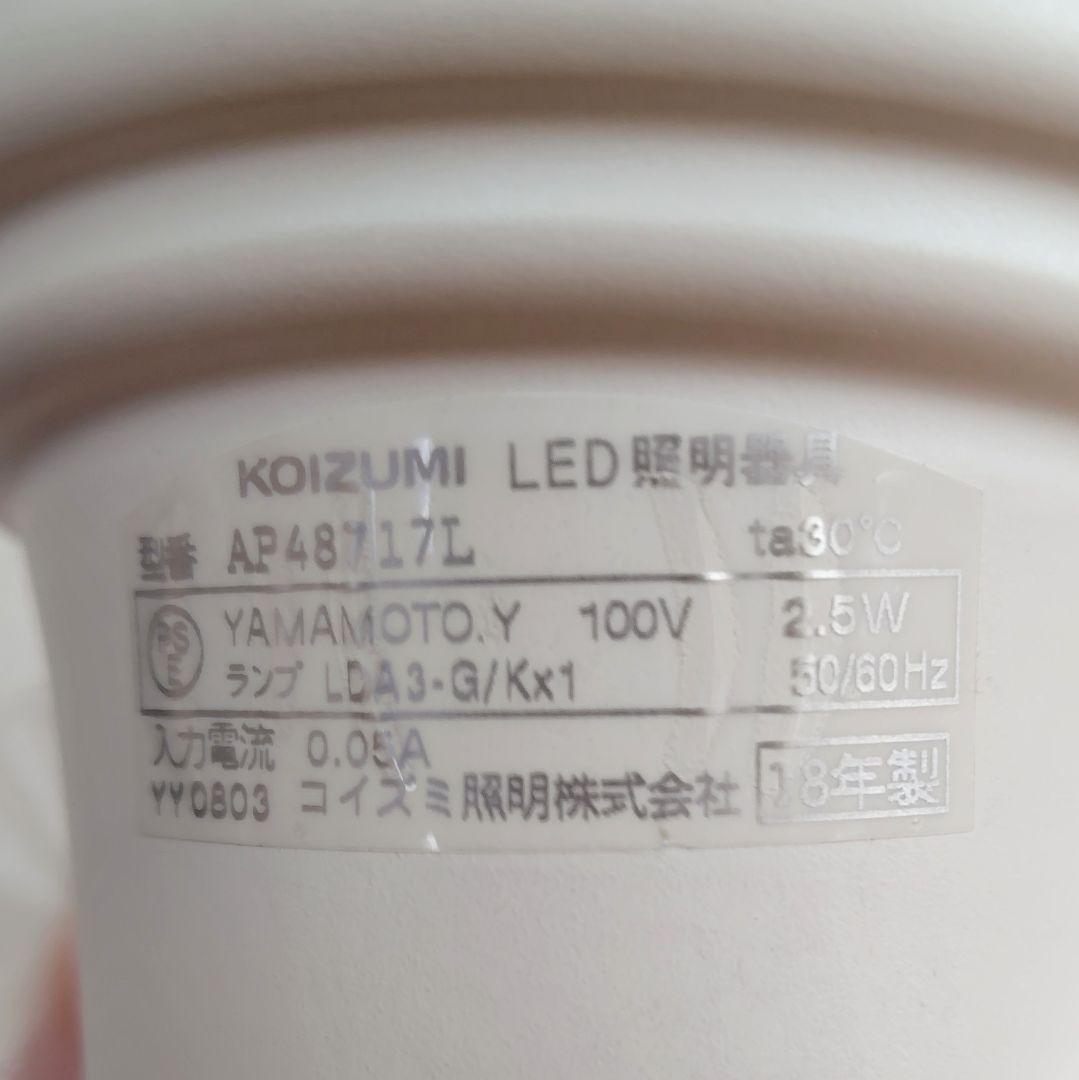 KOIZUMI LED照明器具
型番 AP48717L ta30℃
PSE YAMAMOTO.Y 100V 2.5W
ランプ LDA3-G/Kx1 50/60Hz
入力電流 0.05A
YY0803 コイズミ照明株式会社 18年製